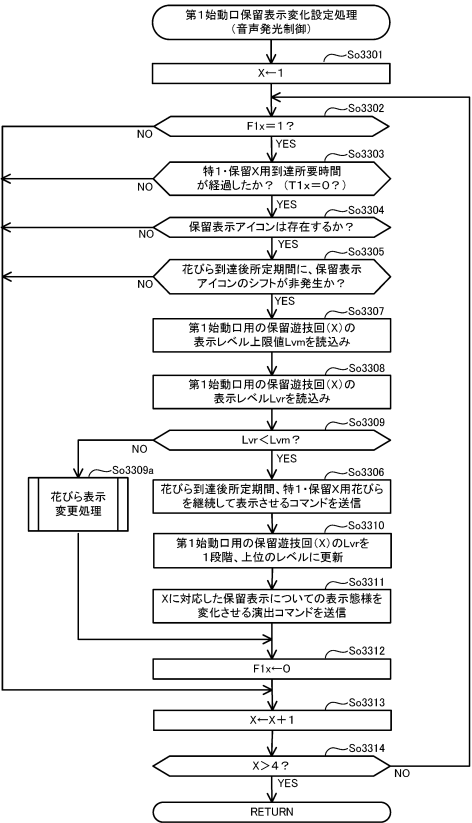 第1始動口保留表示変化設定処理
(音声発光制御)
So3301
X←1
So3302
F1x=1?
NO
YES
So3303
特1・保留X用到達所要時間
が経過したか? (T1x=0?)
NO
YES
So3304
保留表示アイコンは存在するか?
NO
YES
So3305
花びら到達後所定期間に、保留表示
アイコンのシフトが非発生か?
NO
YES
So3307
第1始動口用の保留遊技回(X)の
表示レベル上限値Lvmを読込み
So3308
第1始動口用の保留遊技回(X)の
表示レベルLvrを読込み
So3309
Lvr<Lvm?
NO
YES
So3309a
花びら表示
変更処理
So3306
花びら到達後所定期間、特1・保留X用花びら
を継続して表示させるコマンドを送信
So3310
第1始動口用の保留遊技回(X)のLvrを
1段階、上位のレベルに更新
So3311
Xに対応した保留表示についての表示態様を
変化させる演出コマンドを送信
So3312
F1x←0
So3313
X←X+1
So3314
X>4?
NO
YES
RETURN